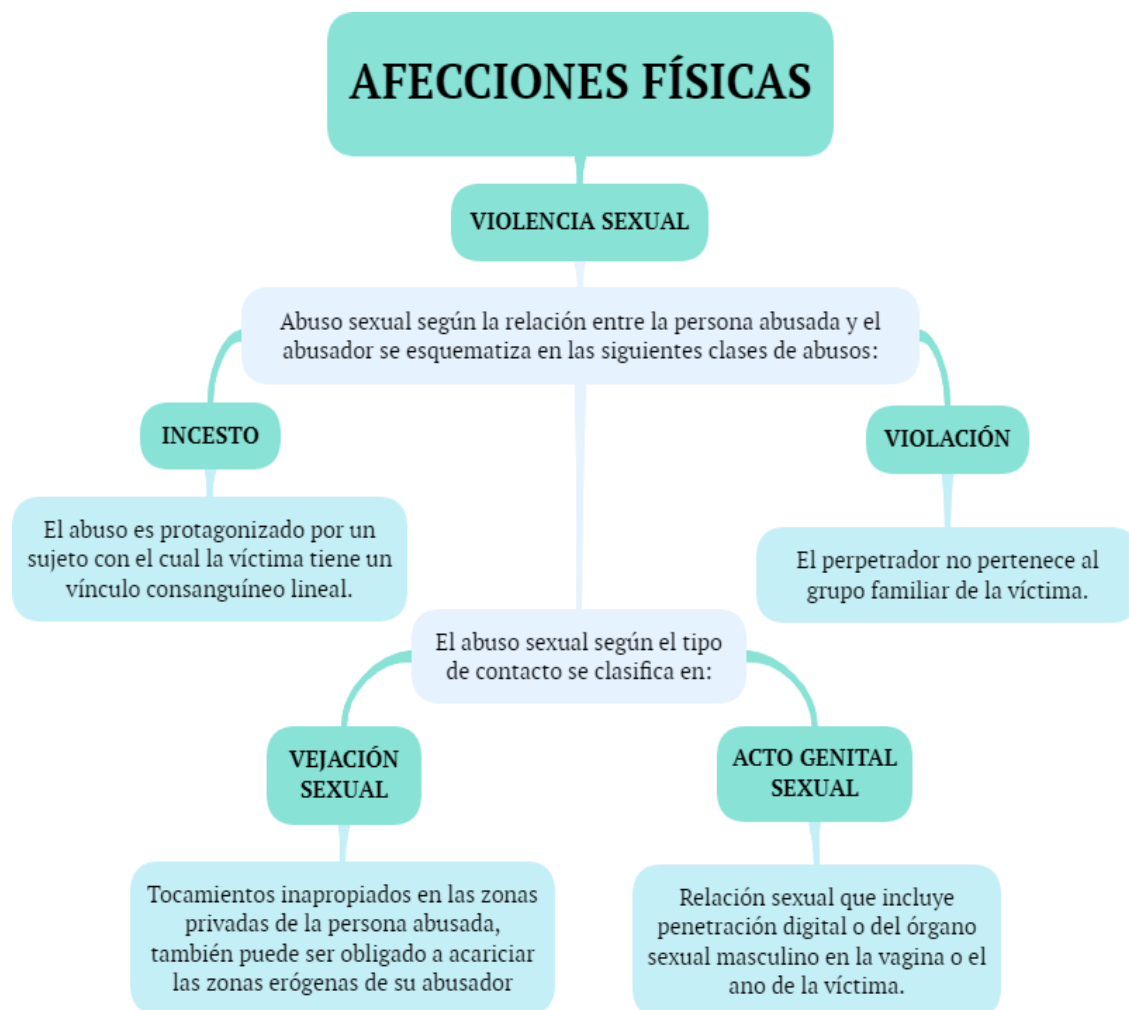 AFECCIONES FÍSICAS
VIOLENCIA SEXUAL
Abuso sexual según la relación entre la persona abusada y el
abusador se esquematiza en las siguientes clases de abusos:
INCESTO
El abuso es protagonizado por un
sujeto con el cual la víctima tiene un
vínculo consanguíneo lineal.
VIOLACIÓN
El perpetrador no pertenece al
grupo familiar de la víctima.
El abuso sexual según el tipo
de contacto se clasifica en:
VEJACIÓN
SEXUAL
Tocamientos inapropiados en las zonas
privadas de la persona abusada,
también puede ser obligado a acariciar
las zonas erógenas de su abusador
ACTO GENITAL
SEXUAL
Relación sexual que incluye
penetración digital o del órgano
sexual masculino en la vagina o el
ano de la víctima.